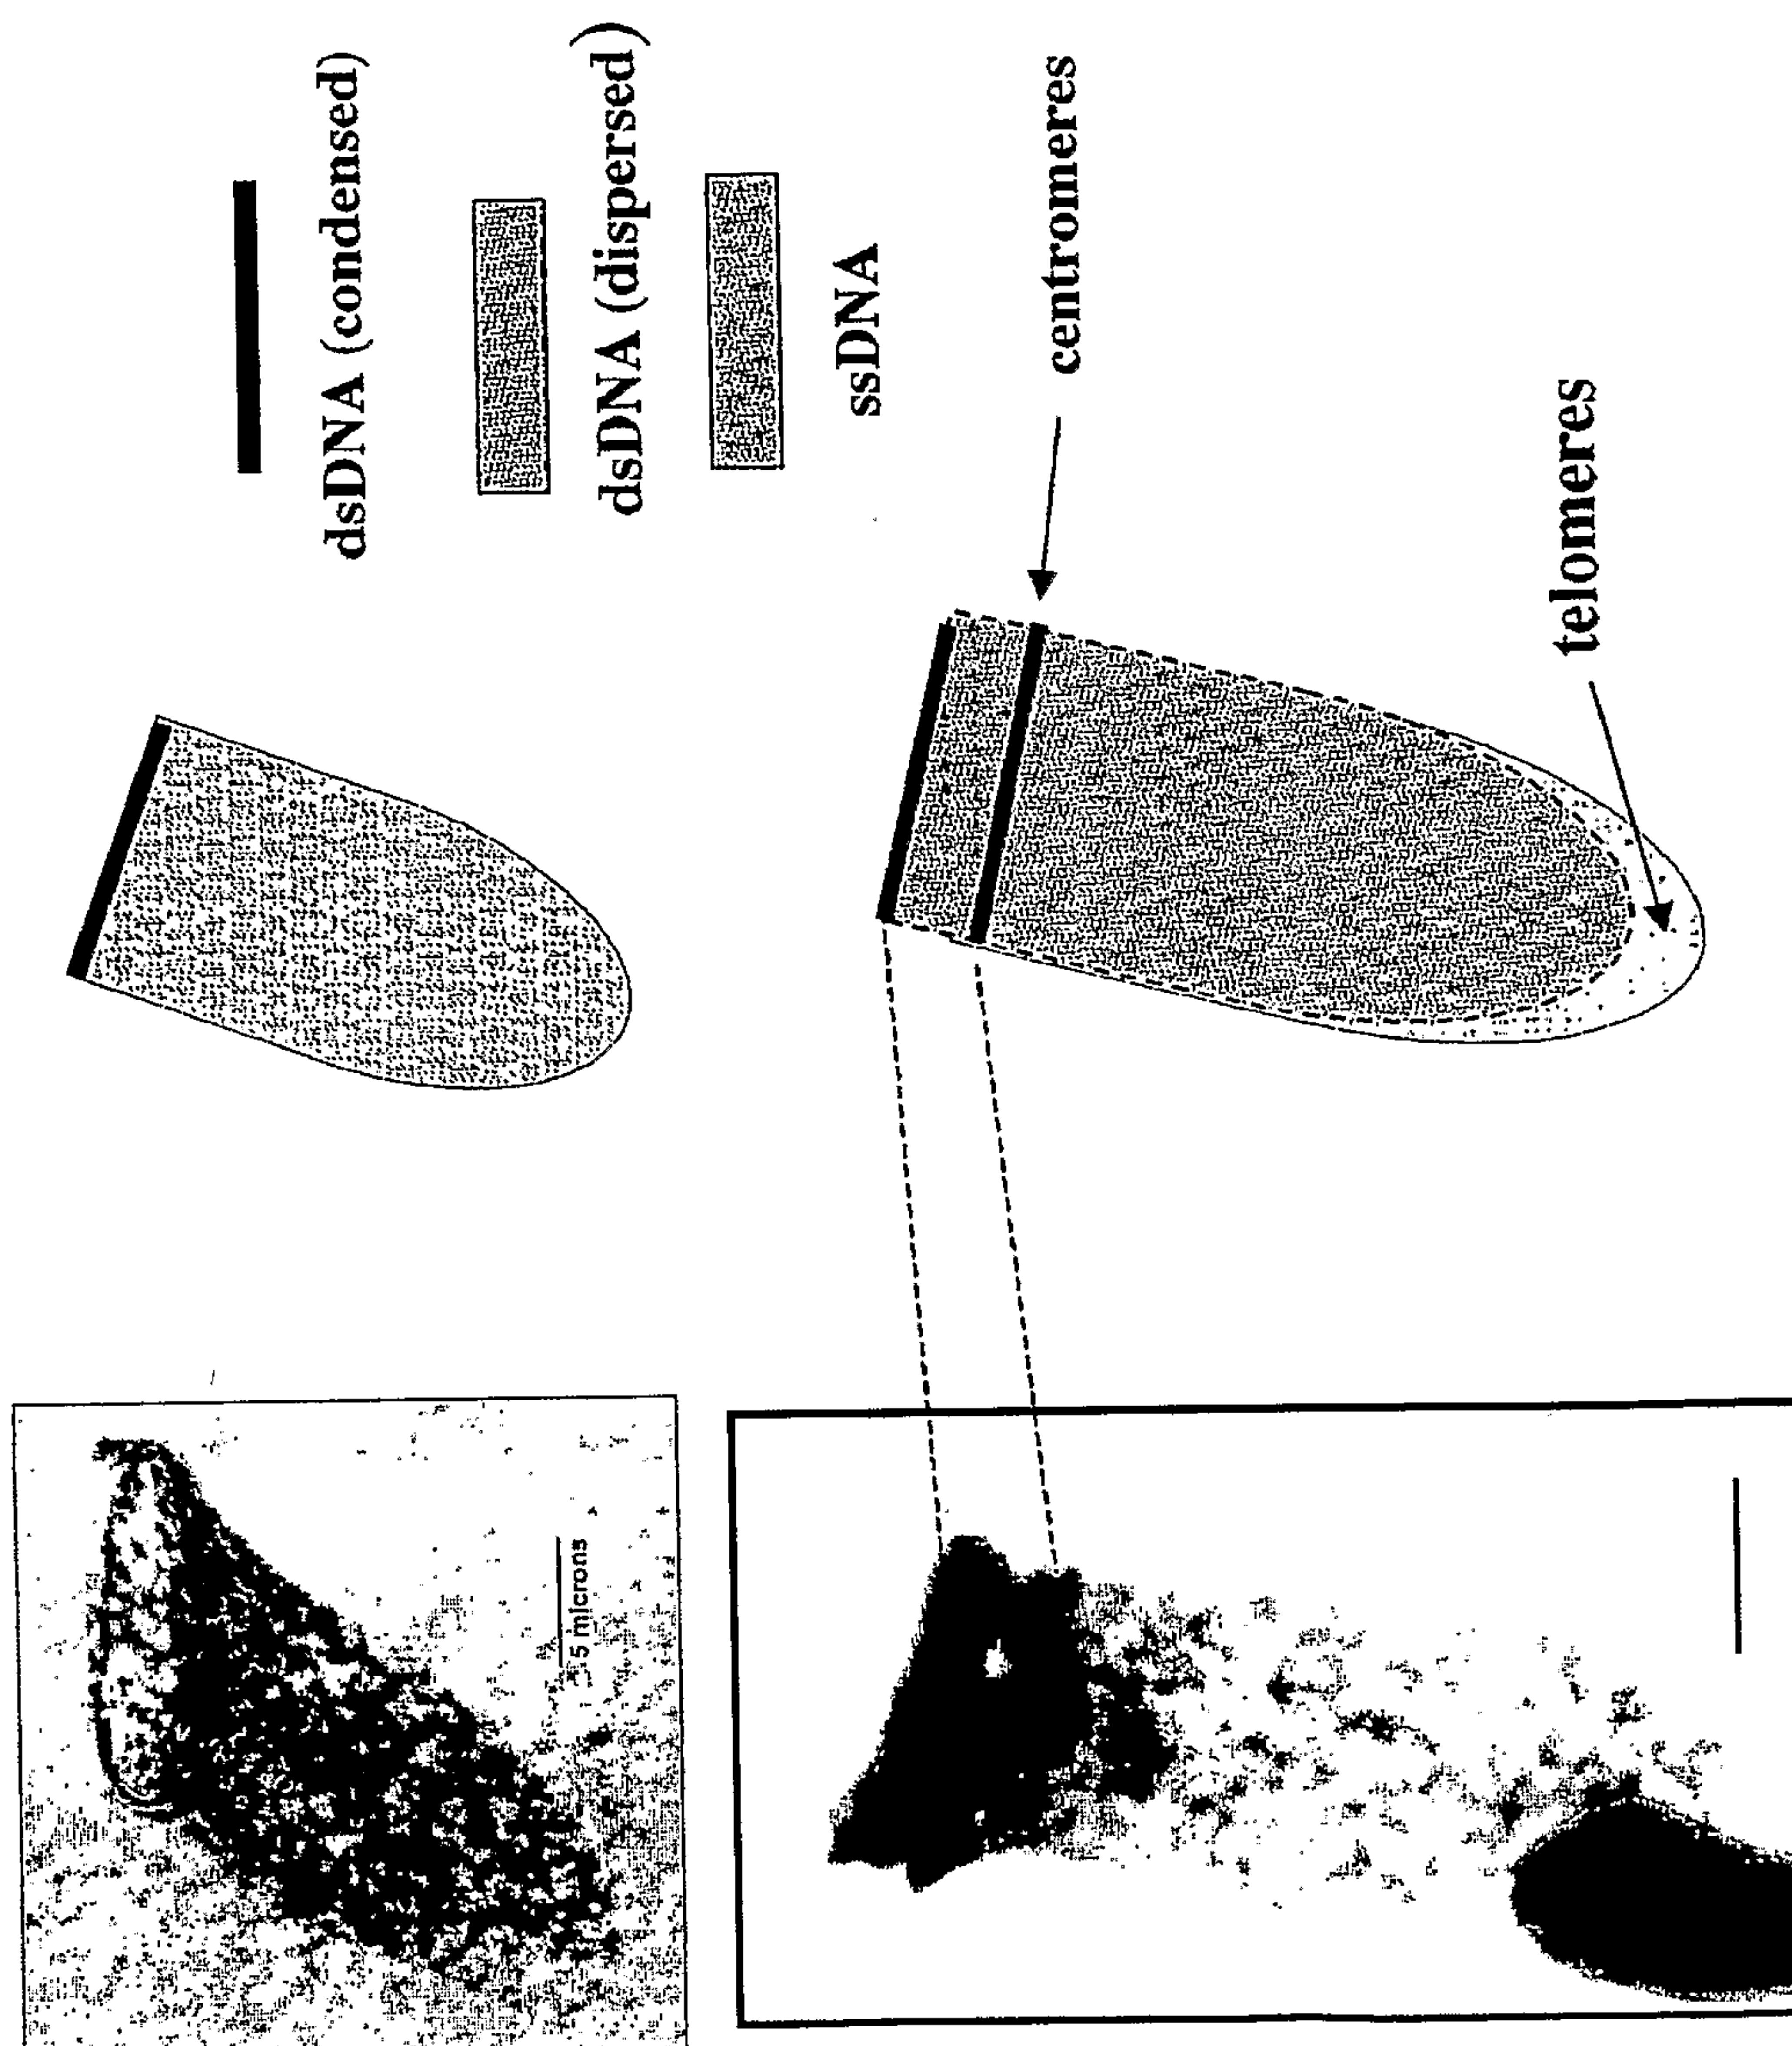 dsDNA (condensed)
dsDNA (dispersed)
ssDNA
centromeres
telomeres
5 microns